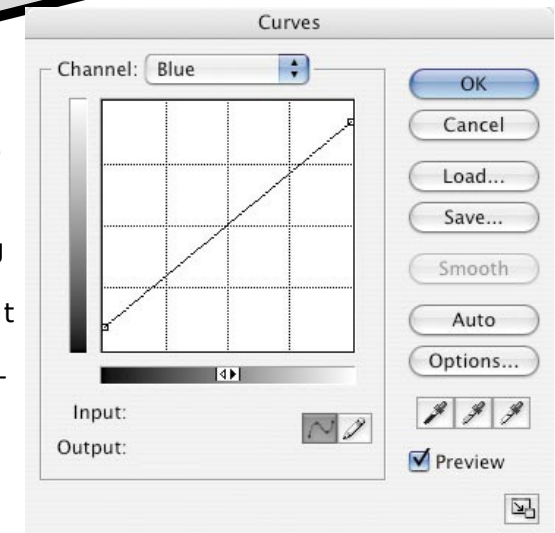 Curves
Channel: Blue
OK
Cancel
Load...
Save...
Smooth
Auto
Options...
Input:
Output:
Preview